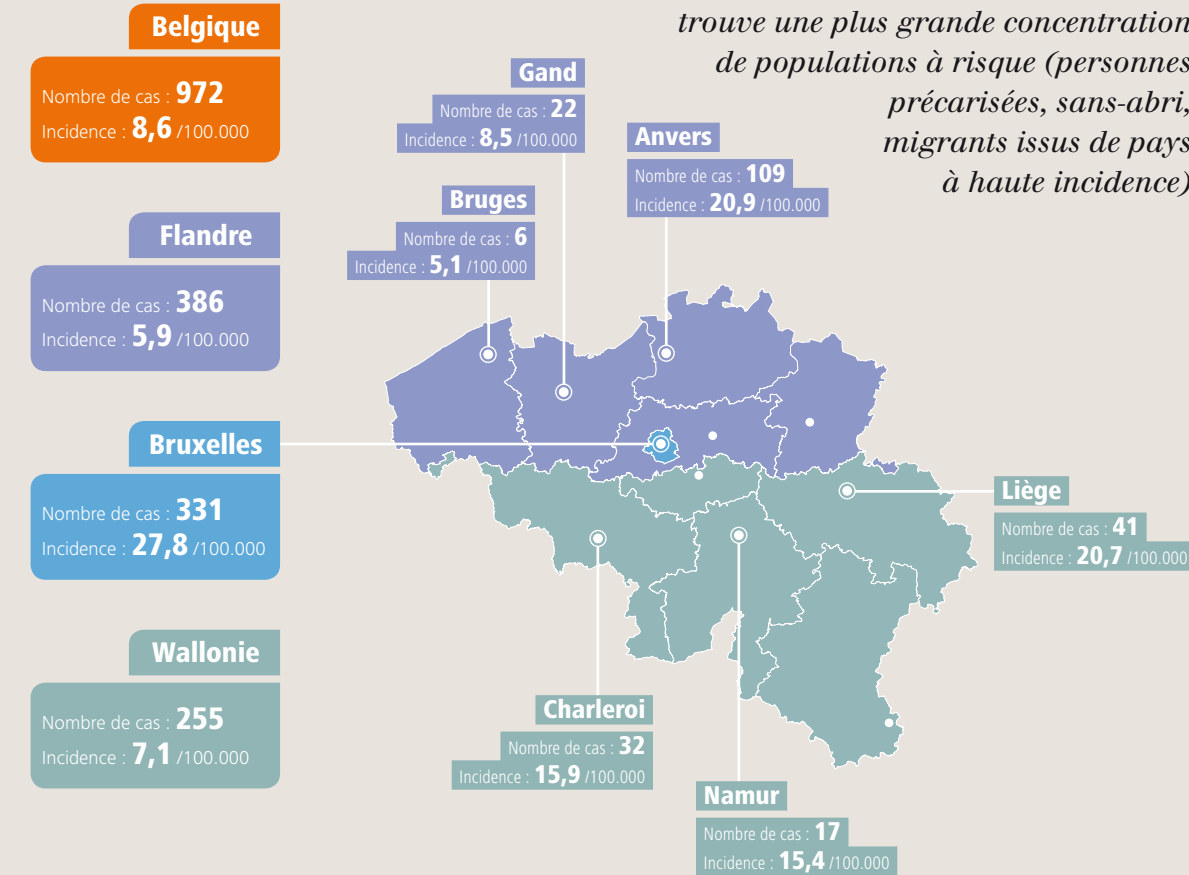 trouve une plus grande concentration
de populations à risque (personnes
précarisées, sans-abri,
migrants issus de pays
à haute incidence)
Belgique
Nombre de cas : 972
Incidence : 8,6 /100.000
Flandre
Nombre de cas : 386
Incidence : 5,9 /100.000
Bruxelles
Nombre de cas : 331
Incidence : 27,8 /100.000
Wallonie
Nombre de cas : 255
Incidence : 7,1 /100.000
Gand
Nombre de cas : 22
Incidence : 8,5 /100.000
Anvers
Nombre de cas : 109
Incidence : 20,9 /100.000
Bruges
Nombre de cas : 6
Incidence : 5,1 /100.000
Liège
Nombre de cas : 41
Incidence : 20,7 /100.000
Charleroi
Nombre de cas : 32
Incidence : 15,9 /100.000
Namur
Nombre de cas : 17
Incidence : 15,4 /100.000